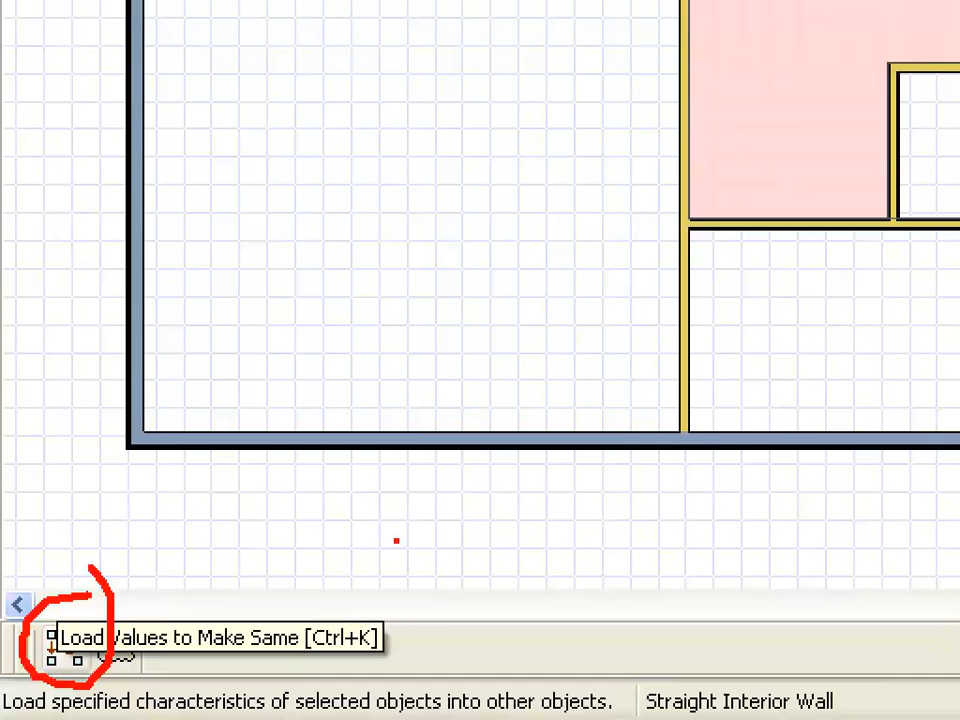 Load Values to Make Same [Ctrl+K]
Load specified characteristics of selected objects into other objects.
Straight Interior Wall